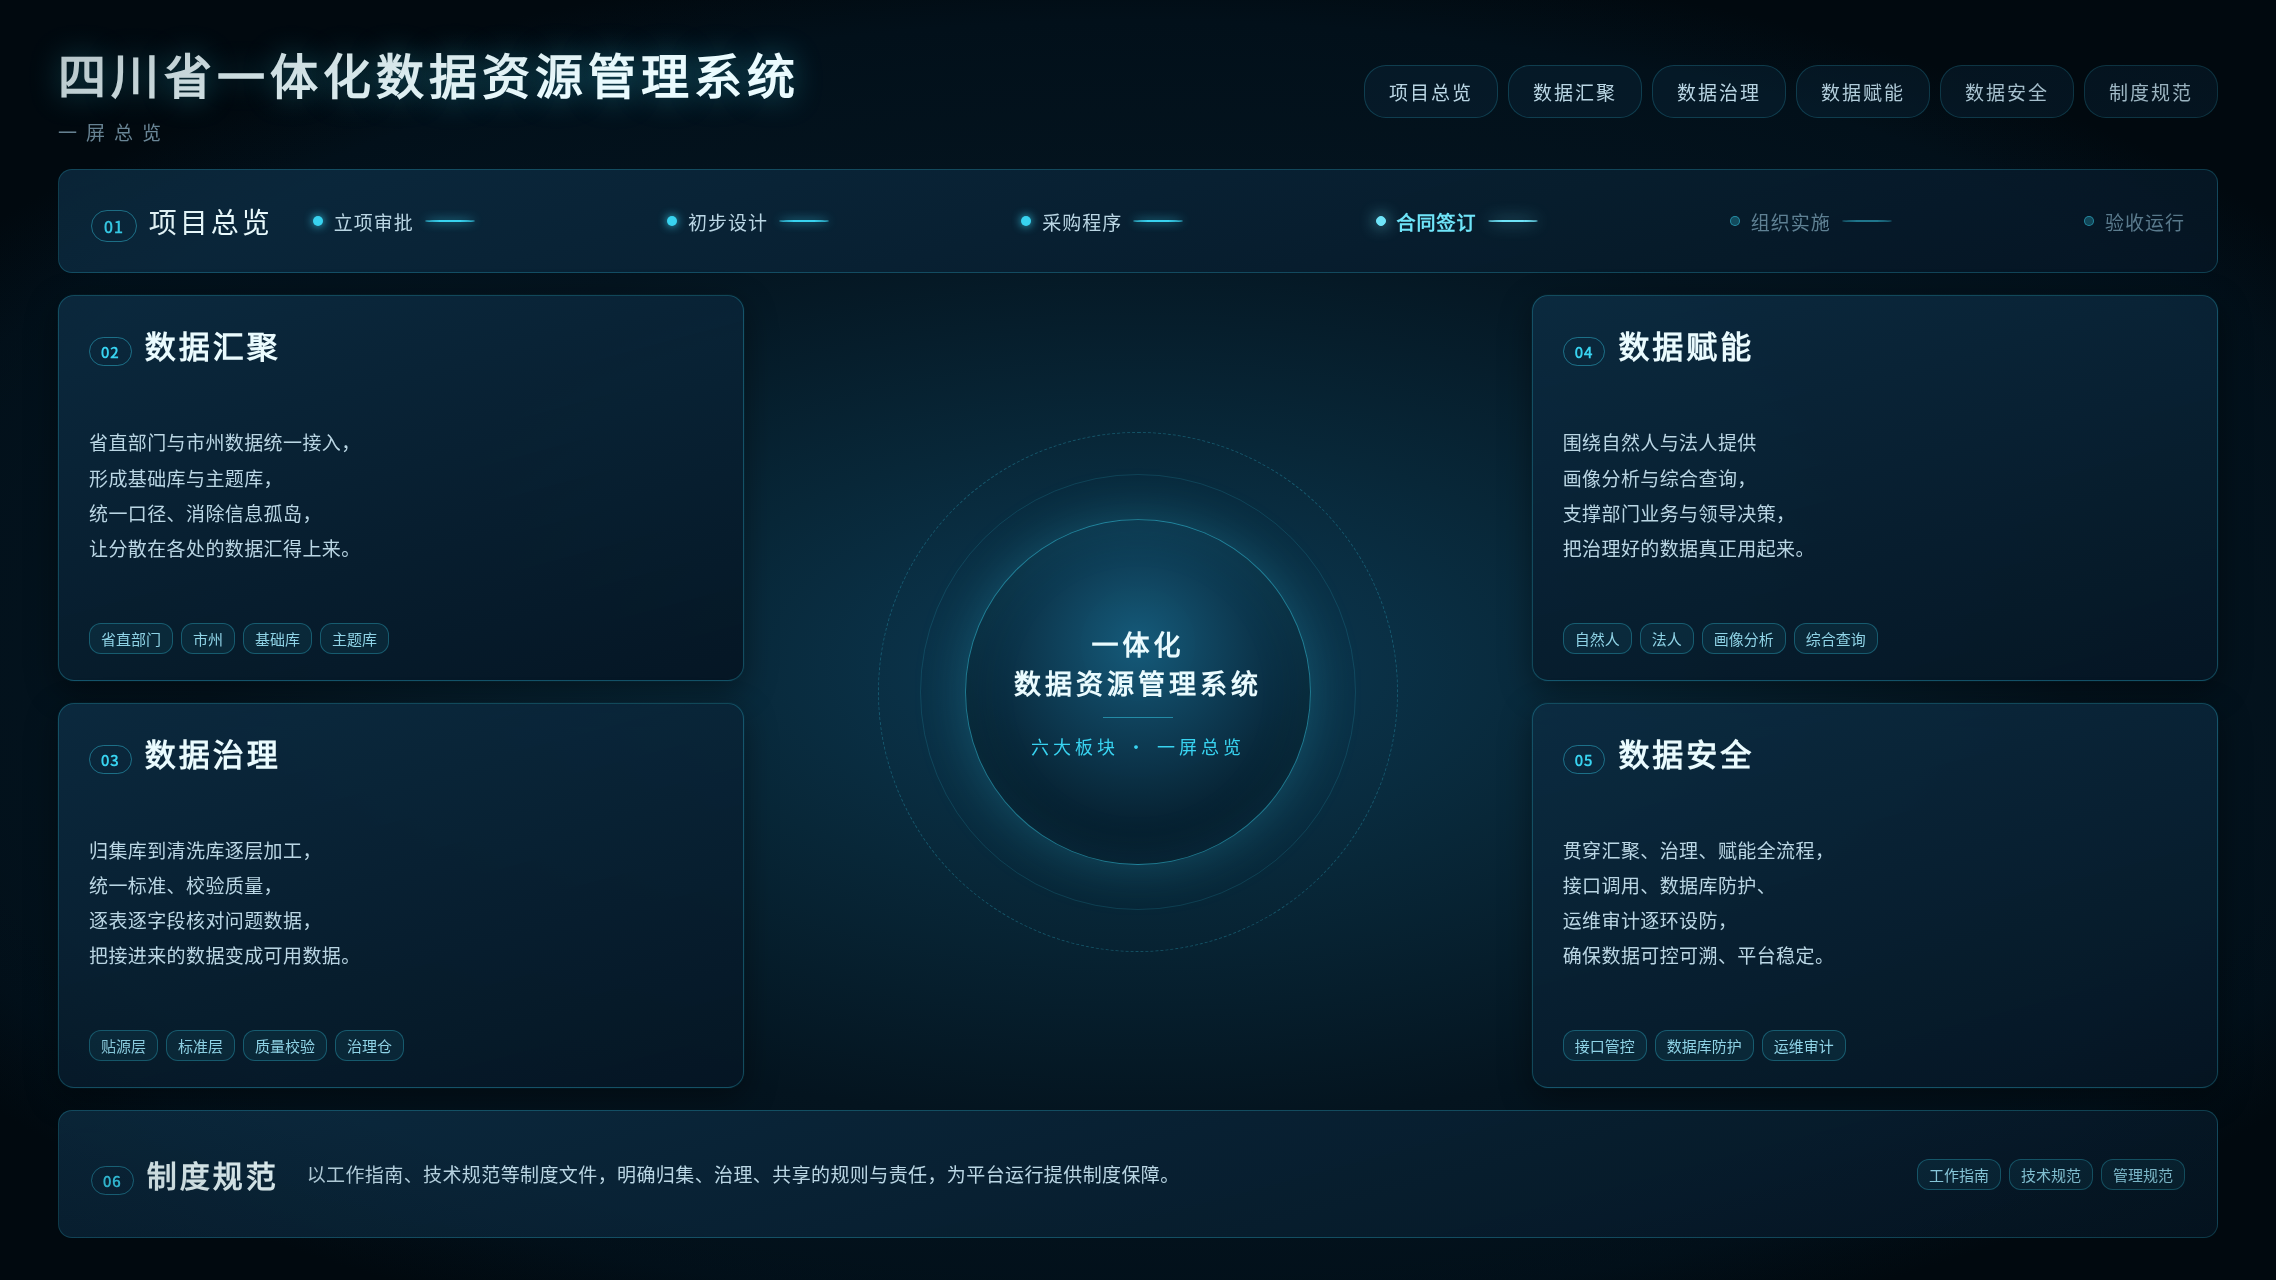 四川省一体化数据资源管理系统
一屏总览
项目总览 数据汇聚 数据治理 数据赋能 数据安全 制度规范
01 项目总览 立项审批 初步设计 采购程序 合同签订 组织实施 验收运行
02 数据汇聚
省直部门与市州数据统一接入，
形成基础库与主题库，
统一口径、消除信息孤岛，
让分散在各处的数据汇得上来。
省直部门 市州 基础库 主题库
03 数据治理
归集库到清洗库逐层加工，
统一标准、校验质量，
逐表逐字段核对问题数据，
把接进来的数据变成可用数据。
贴源层 标准层 质量校验 治理仓
一体化
数据资源管理系统
六大板块 · 一屏总览
04 数据赋能
围绕自然人与法人提供
画像分析与综合查询，
支撑部门业务与领导决策，
把治理好的数据真正用起来。
自然人 法人 画像分析 综合查询
05 数据安全
贯穿汇聚、治理、赋能全流程，
接口调用、数据库防护、
运维审计逐环设防，
确保数据可控可溯、平台稳定。
接口管控 数据库防护 运维审计
06 制度规范 以工作指南、技术规范等制度文件，明确归集、治理、共享的规则与责任，为平台运行提供制度保障。 工作指南 技术规范 管理规范